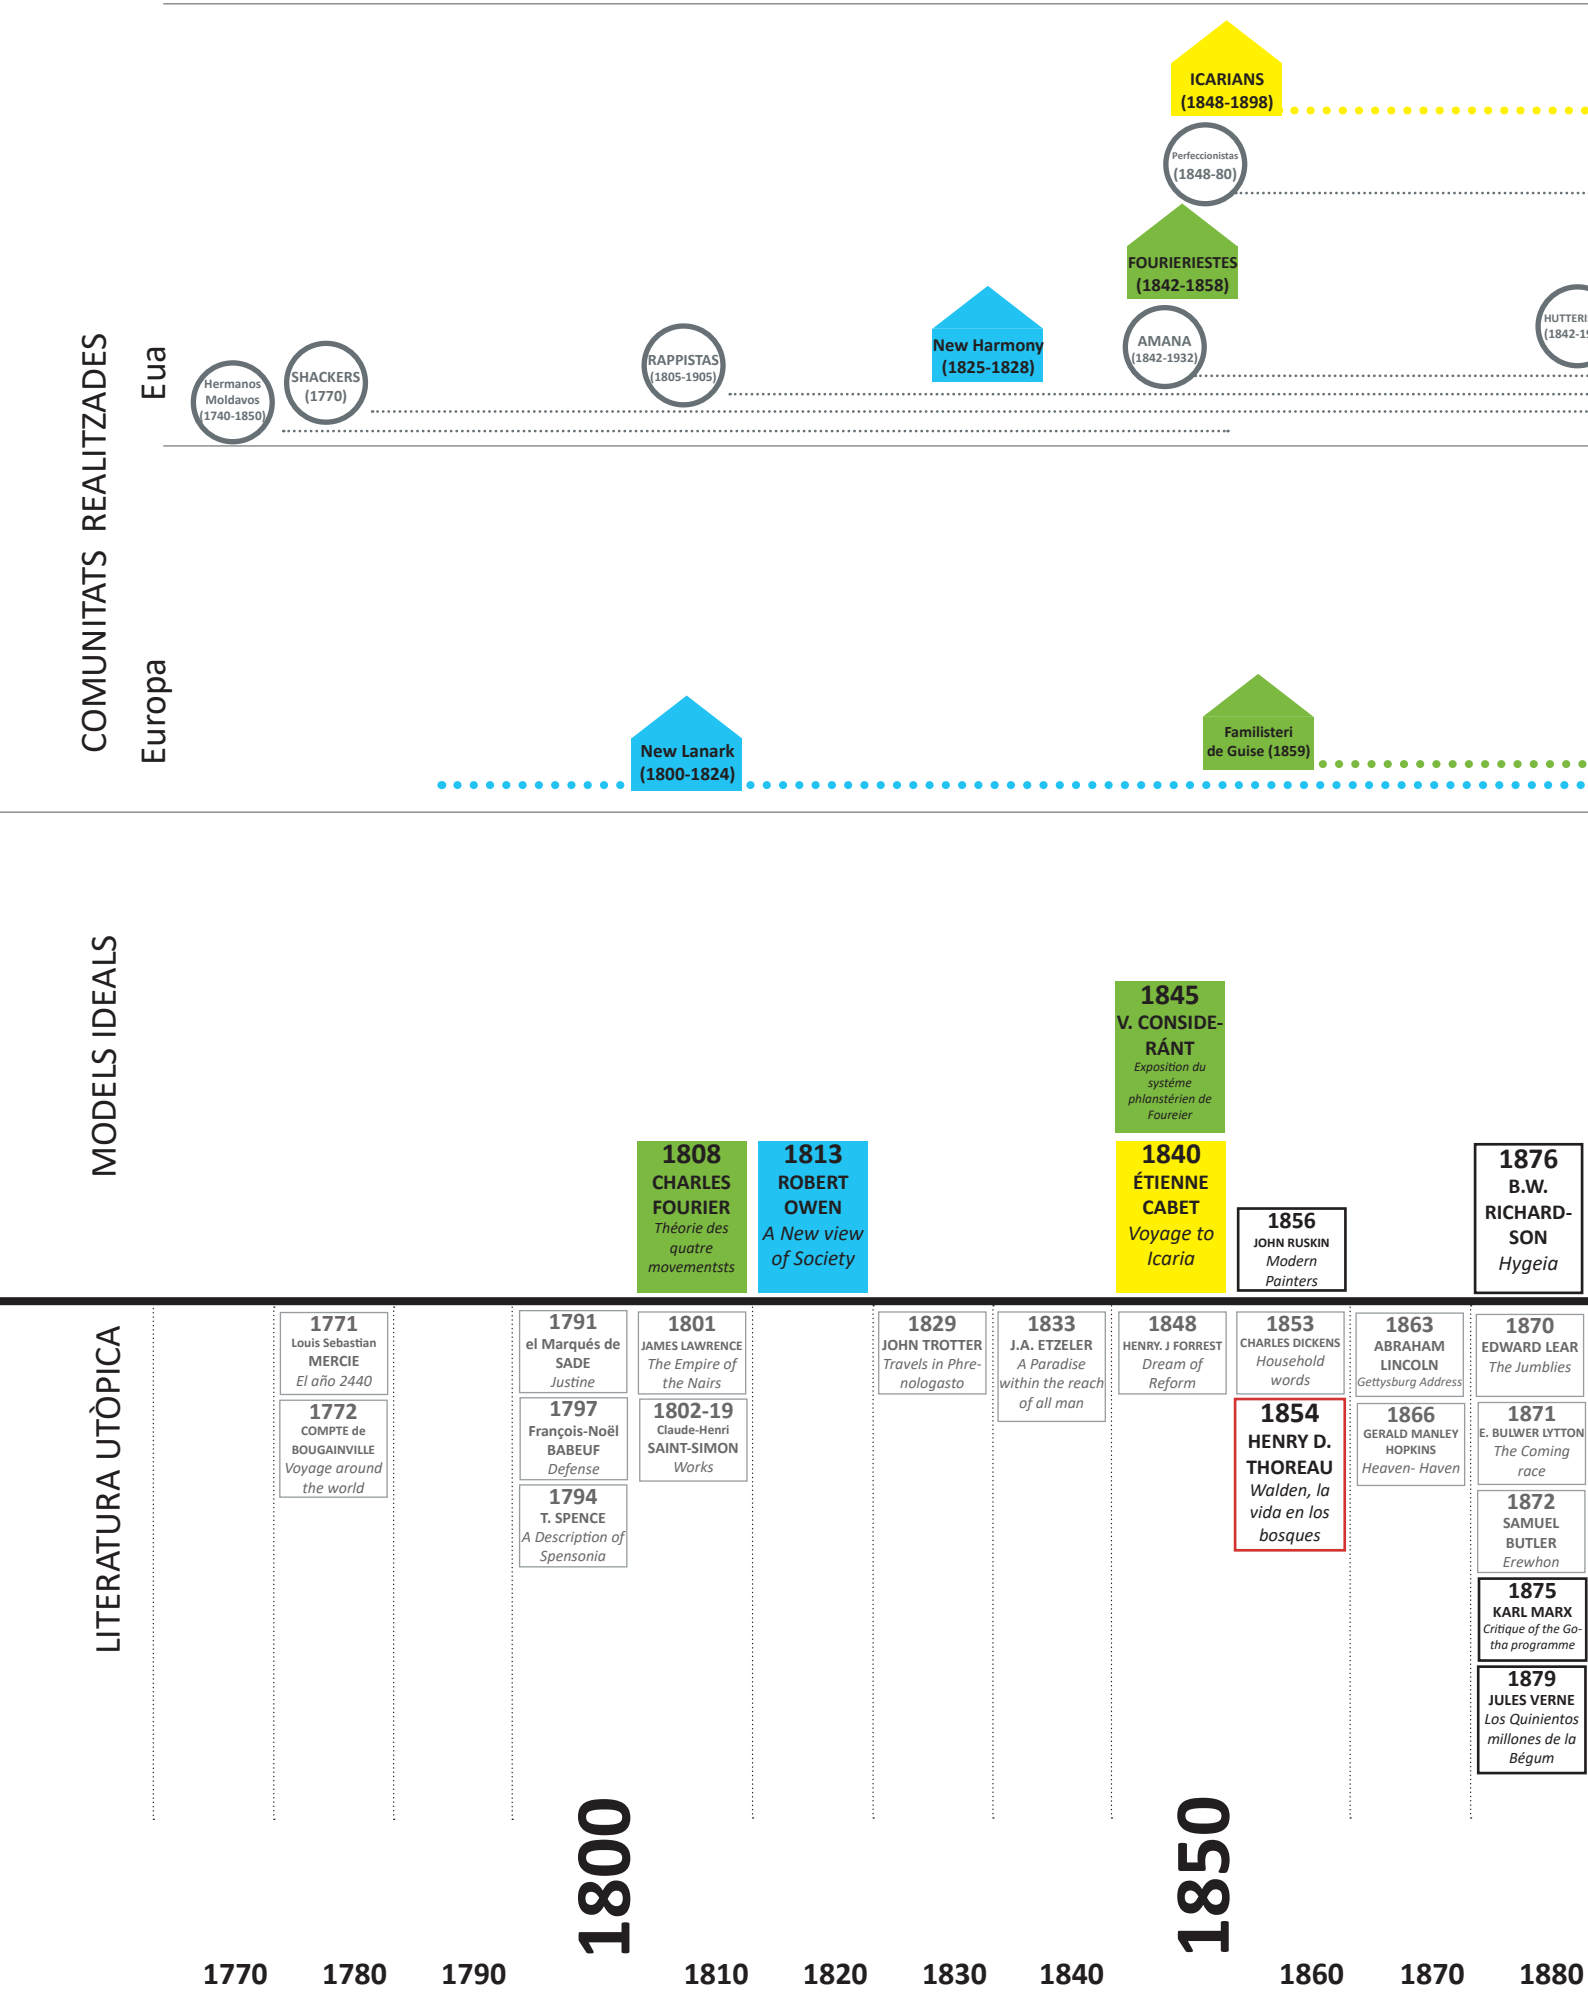 COMUNITATS REALITZADES
Eua
ICARIANS
(1848-1898)
Perfeccionistas
(1848-80)
FOURIERIESTES
(1842-1858)
New Harmony
(1825-1828)
AMANA
(1842-1932)
RAPPISTAS
(1805-1905)
SHACKERS
(1770)
Hermanos
Moldavos
(1740-1850)
Europa
New Lanark
(1800-1824)
Familisteri
de Guise (1859)
MODELS IDEALS
1845
V. CONSIDE-
RÁNT
Exposition du
systéme
phlanstérien de
Foureier
1808
CHARLES
FOURIER
Théorie des
quatre
movementsts
1813
ROBERT
OWEN
A New view
of Society
1840
ÉTIENNE
CABET
Voyage to
Icaria
1856
JOHN RUSKIN
Modern
Painters
1876
B.W.
RICHARD-
SON
Hygeia
LITERATURA UTÒPICA
1771
Louis Sebastian
MERCIE
El año 2440
1772
COMPTE de
BOUGAINVILLE
Voyage around
the world
1791
el Marqués de
SADE
Justine
1797
François-Noël
BABEUF
Defense
1794
T. SPENCE
A Description of
Spensonia
1801
JAMES LAWRENCE
The Empire of
the Nairs
1802-19
Claude-Henri
SAINT-SIMON
Works
1829
JOHN TROTTER
Travels in Phre-
nologasto
1833
J.A. ETZELER
A Paradise
within the reach
of all man
1848
HENRY. J FORREST
Dream of
Reform
1853
CHARLES DICKENS
Household
words
1854
HENRY D.
THOREAU
Walden, la
vida en los
bosques
1863
ABRAHAM
LINCOLN
Gettysburg Address
1866
GERALD MANLEY
HOPKINS
Heaven- Haven
1870
EDWARD LEAR
The Jumblies
1871
E. BULWER LYTTON
The Coming
race
1872
SAMUEL
BUTLER
Erewhon
1875
KARL MARX
Critique of the Go-
tha programme
1879
JULES VERNE
Los Quinientos
millones de la
Bégum
1770
1780
1790
1800
1810
1820
1830
1840
1850
1860
1870
1880